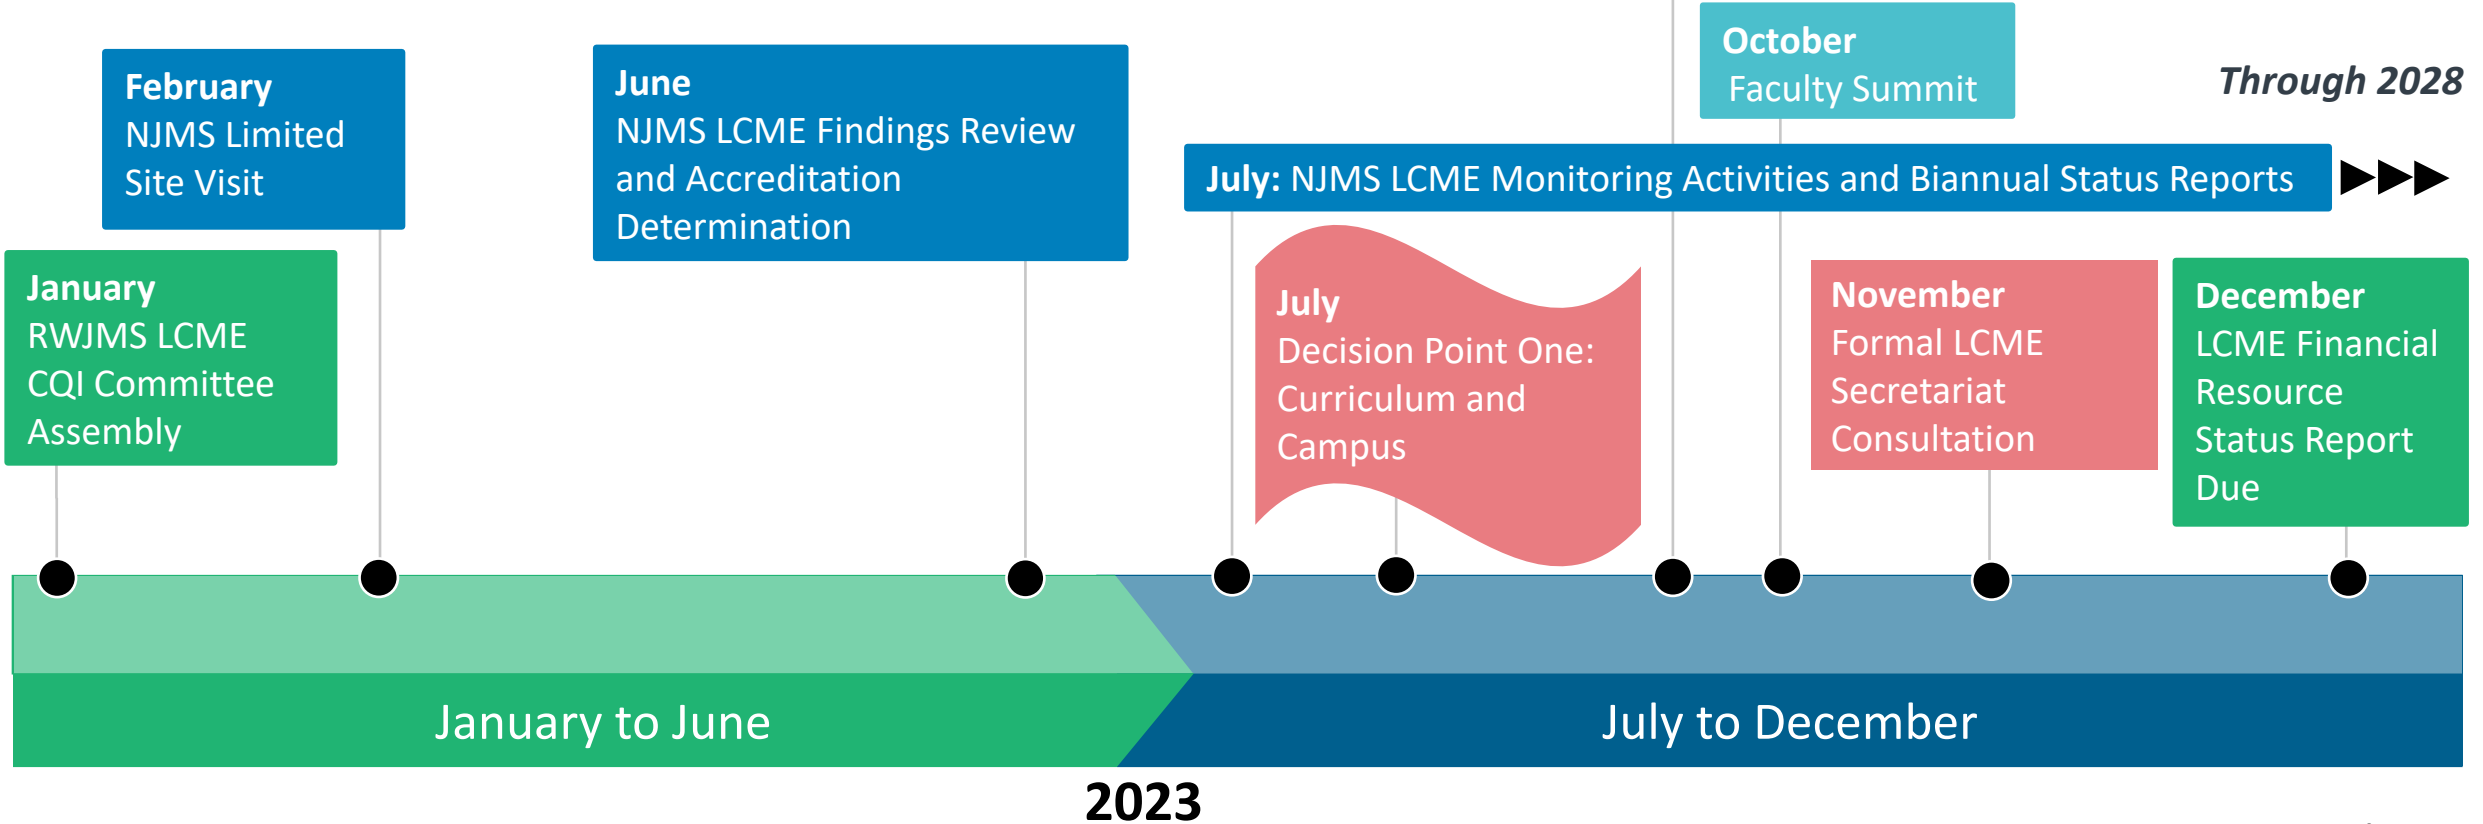 January
RWJMS LCME
CQI Committee
Assembly
February
NJMS Limited
Site Visit
June
NJMS LCME Findings Review
and Accreditation
Determination
July: NJMS LCME Monitoring Activities and Biannual Status Reports
Through 2028
July
Decision Point One:
Curriculum and
Campus
October
Faculty Summit
November
Formal LCME
Secretariat
Consultation
December
LCME Financial
Resource
Status Report
Due
January to June
July to December
2023